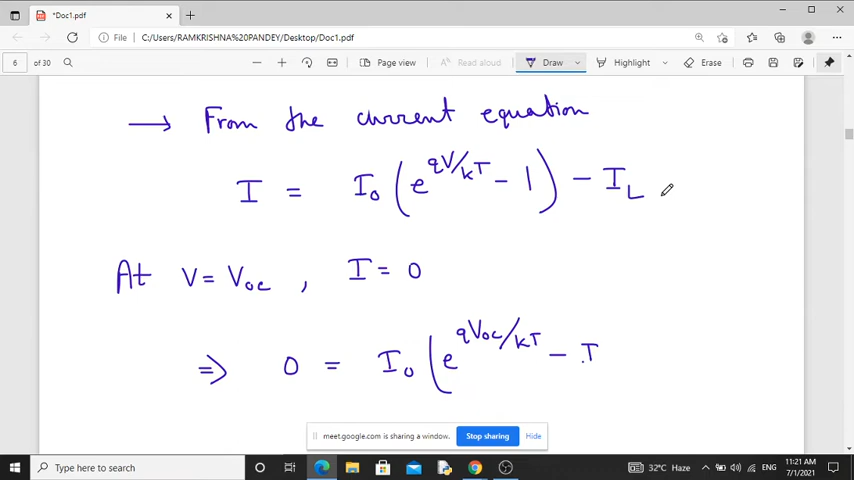 *Doc1.pdf
File C:/Users/RAMKRISHNA%20PANDEY/Desktop/Doc1.pdf
6 of 30 Page view Read aloud Draw Highlight Erase
→ From the current equation
I = I₀(e^qV/kT − 1) − I_L
At V = Voc , I = 0
⇒ 0 = I₀(e^qVoc/kT − .I
meet.google.com is sharing a window. Stop sharing Hide
Type here to search 32°C Haze ENG 11:21 AM
7/1/2021